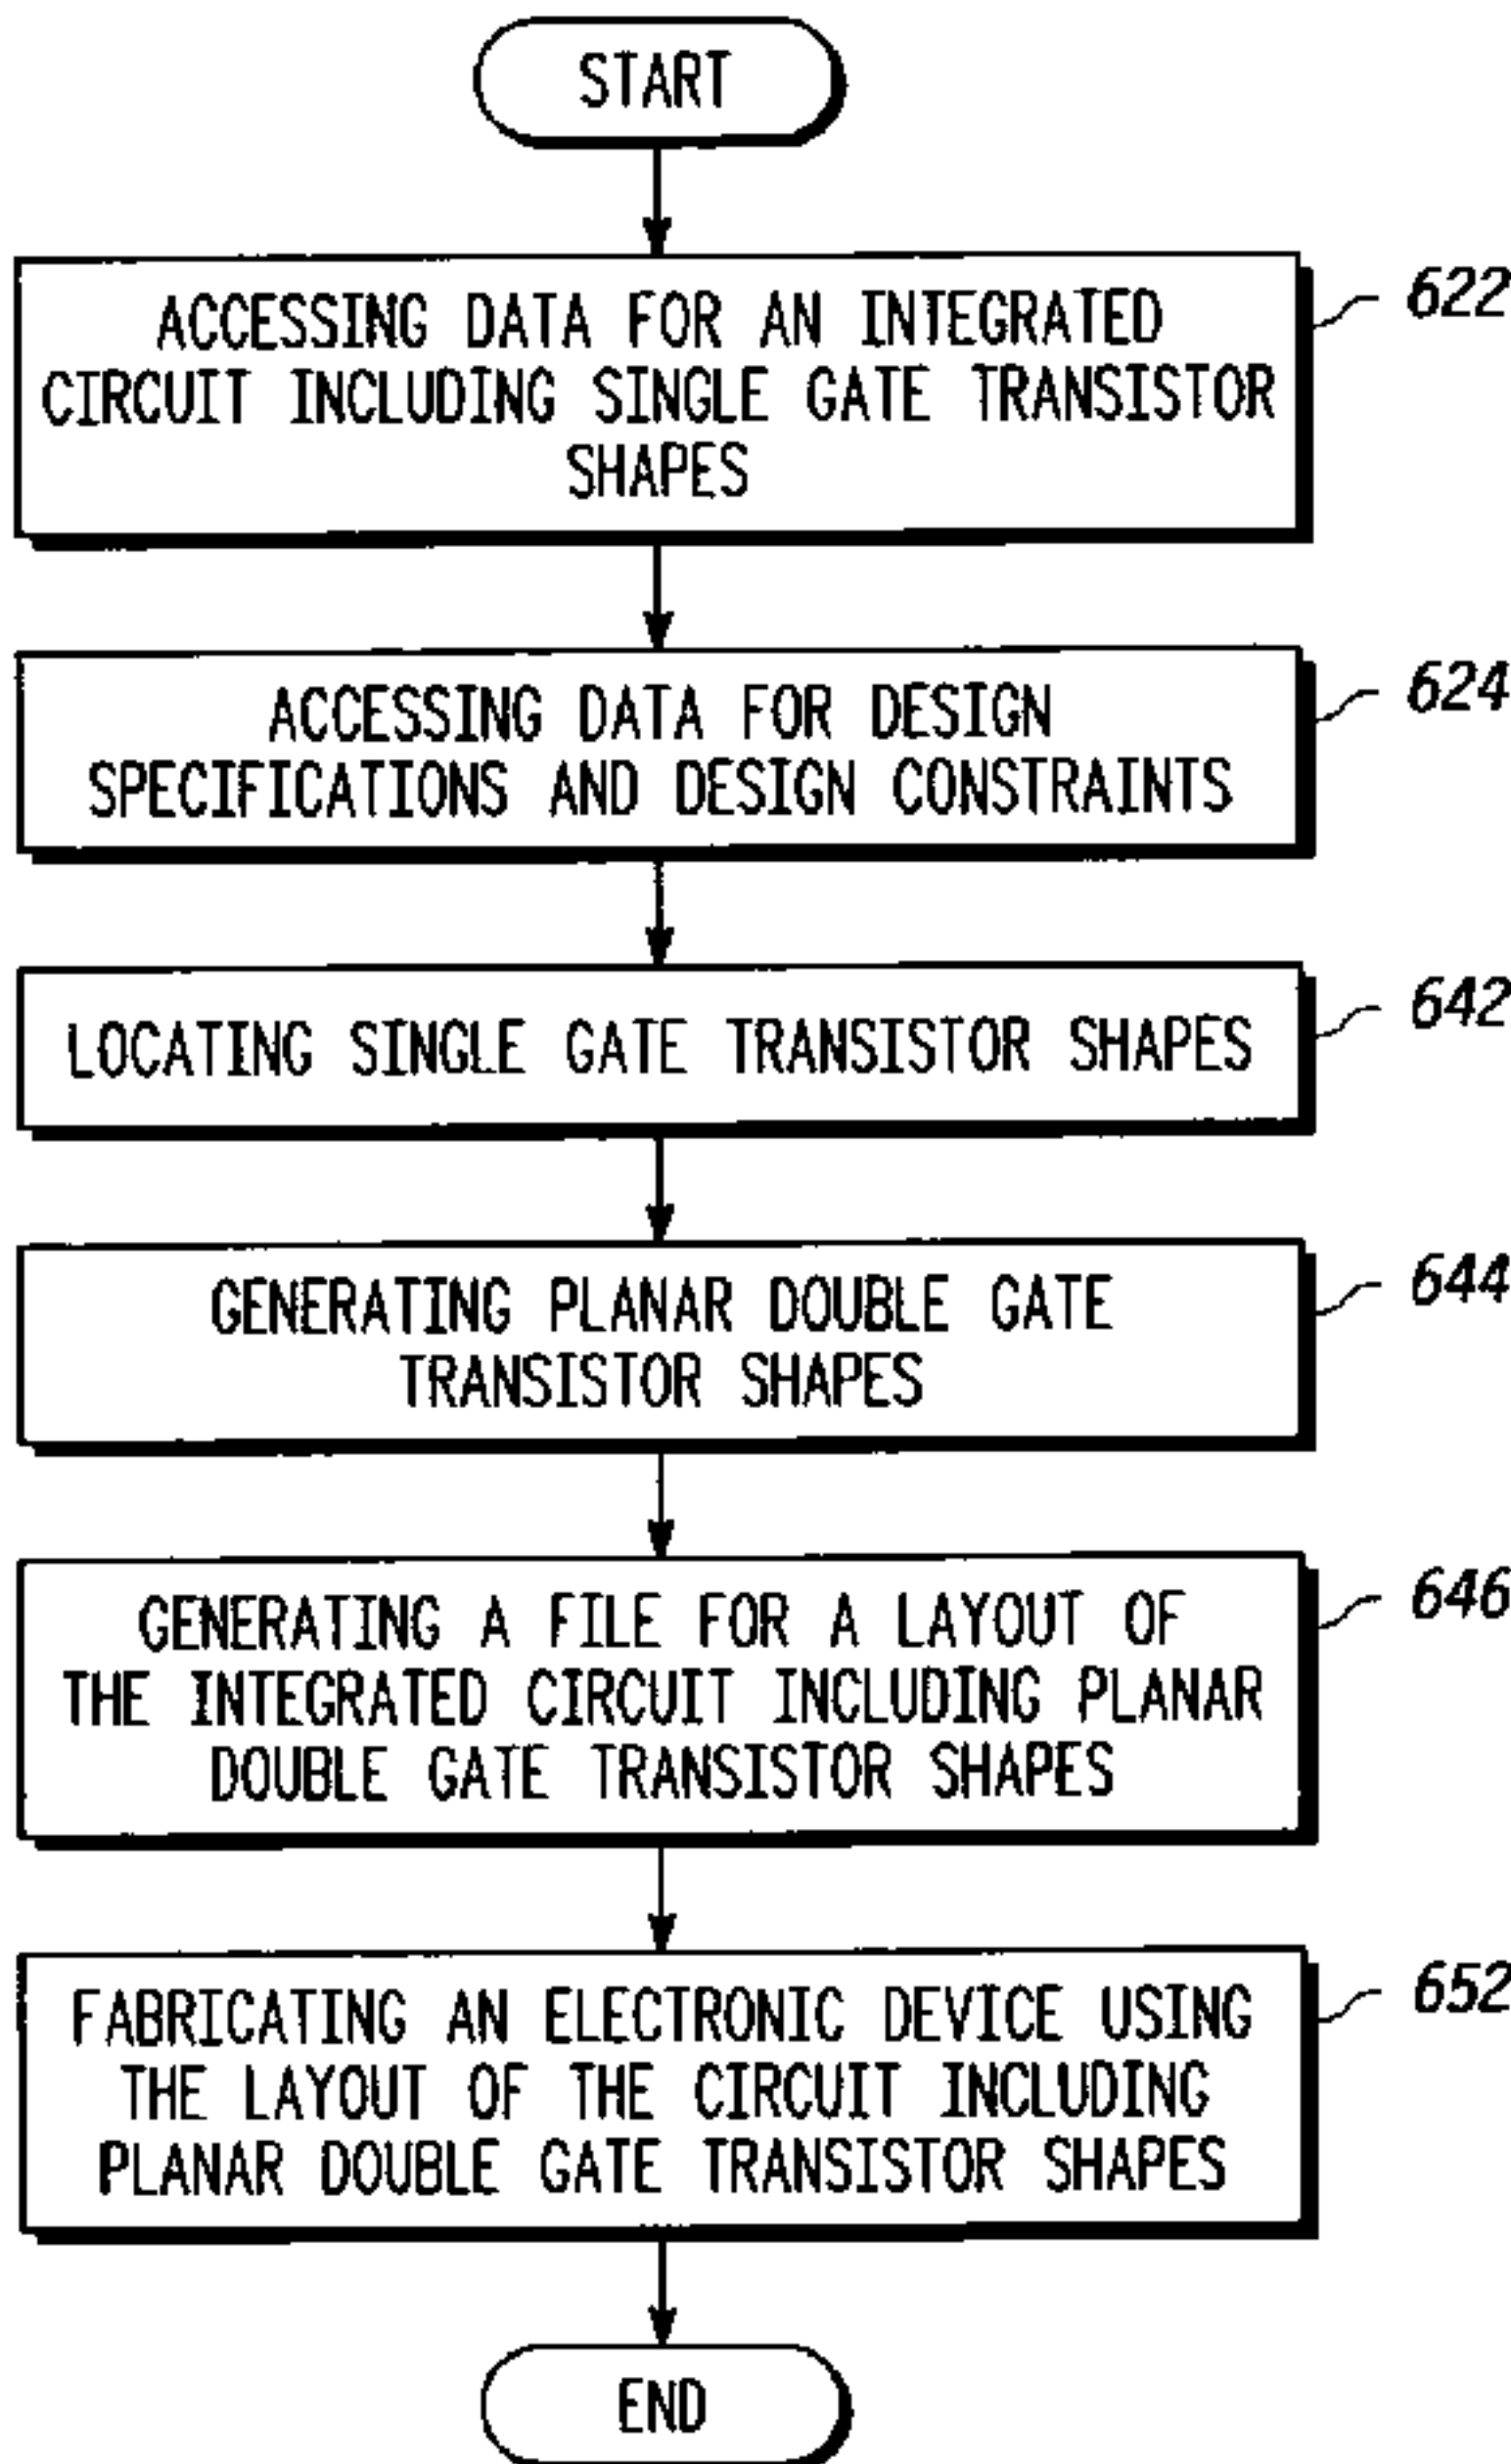 START
ACCESSING DATA FOR AN INTEGRATED
CIRCUIT INCLUDING SINGLE GATE TRANSISTOR
SHAPES
622
ACCESSING DATA FOR DESIGN
SPECIFICATIONS AND DESIGN CONSTRAINTS
624
LOCATING SINGLE GATE TRANSISTOR SHAPES
642
GENERATING PLANAR DOUBLE GATE
TRANSISTOR SHAPES
644
GENERATING A FILE FOR A LAYOUT OF
THE INTEGRATED CIRCUIT INCLUDING PLANAR
DOUBLE GATE TRANSISTOR SHAPES
646
FABRICATING AN ELECTRONIC DEVICE USING
THE LAYOUT OF THE CIRCUIT INCLUDING
PLANAR DOUBLE GATE TRANSISTOR SHAPES
652
END